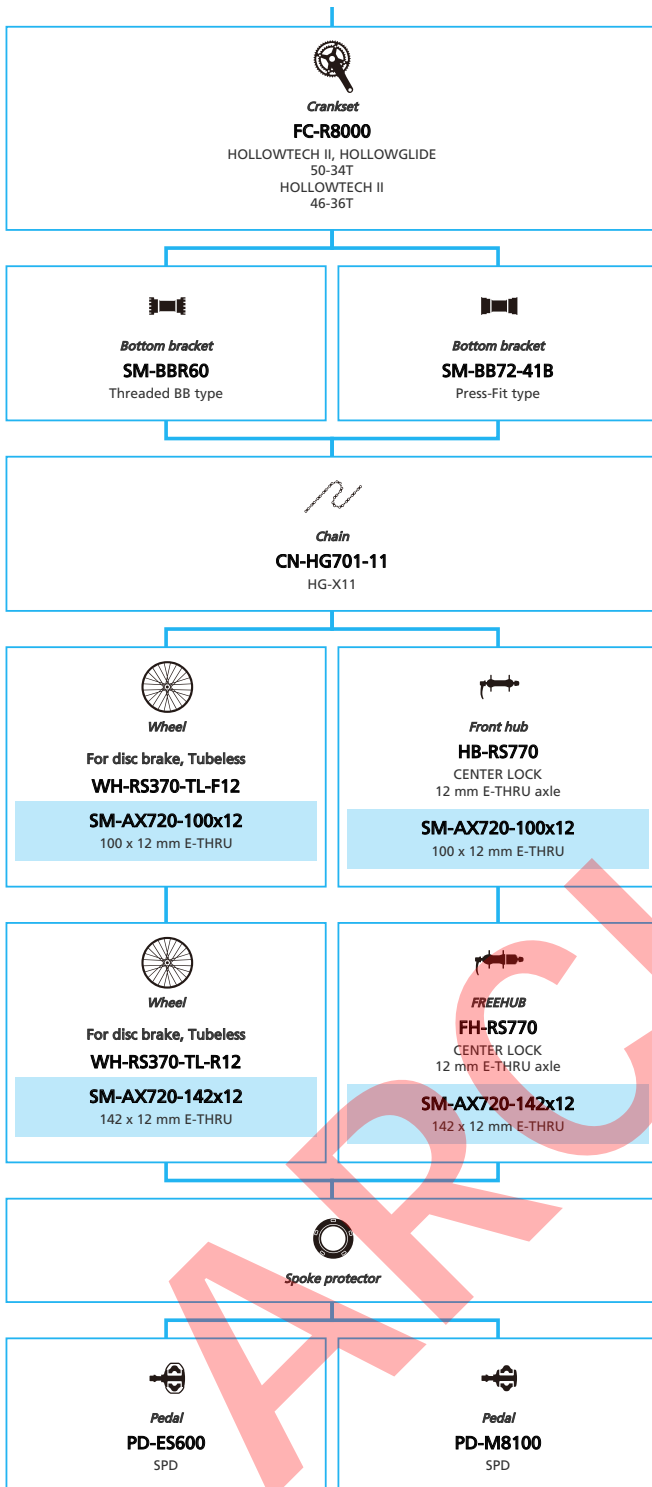 Crankset
FC-R8000
HOLLOWTECH II, HOLLOWGLIDE
50-34T
HOLLOWTECH II
46-36T
Bottom bracket
SM-BBR60
Threaded BB type
Bottom bracket
SM-BB72-41B
Press-Fit type
Chain
CN-HG701-11
HG-X11
Wheel
For disc brake, Tubeless
WH-RS370-TL-F12
SM-AX720-100x12
100 x 12 mm E-THRU
Front hub
HB-RS770
CENTER LOCK
12 mm E-THRU axle
SM-AX720-100x12
100 x 12 mm E-THRU
Wheel
For disc brake, Tubeless
WH-RS370-TL-R12
SM-AX720-142x12
142 x 12 mm E-THRU
FREEHUB
FH-RS770
CENTER LOCK
12 mm E-THRU axle
SM-AX720-142x12
142 x 12 mm E-THRU
Spoke protector
Pedal
PD-ES600
SPD
Pedal
PD-M8100
SPD
ARC